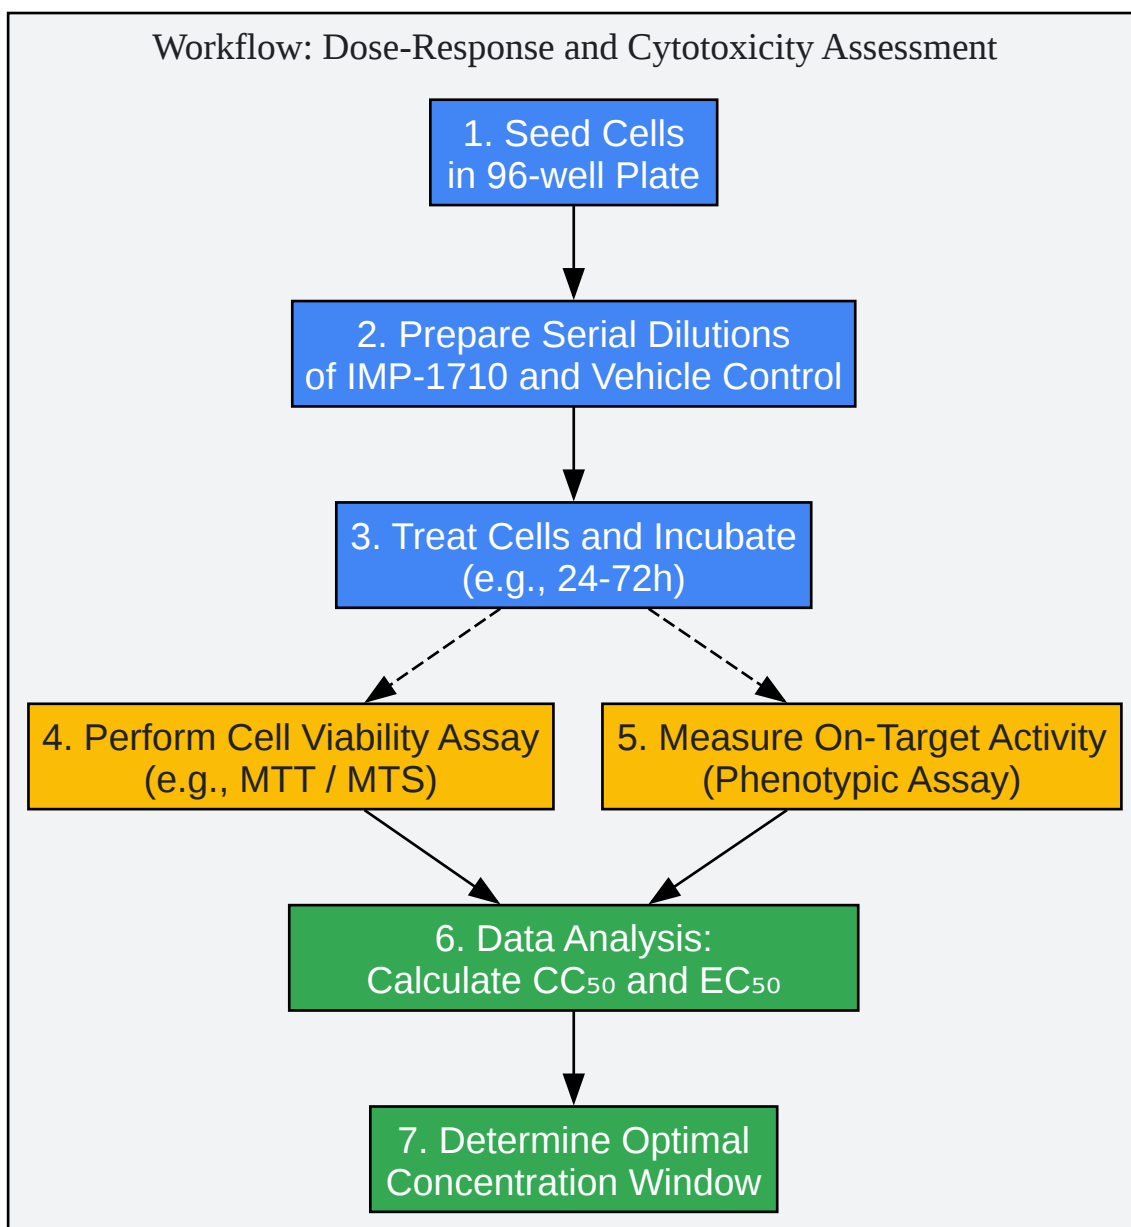 Workflow: Dose-Response and Cytotoxicity Assessment
1. Seed Cells
in 96-well Plate
2. Prepare Serial Dilutions
of IMP-1710 and Vehicle Control
3. Treat Cells and Incubate
(e.g., 24-72h)
4. Perform Cell Viability Assay
(e.g., MTT / MTS)
5. Measure On-Target Activity
(Phenotypic Assay)
6. Data Analysis:
Calculate CC₅₀ and EC₅₀
7. Determine Optimal
Concentration Window